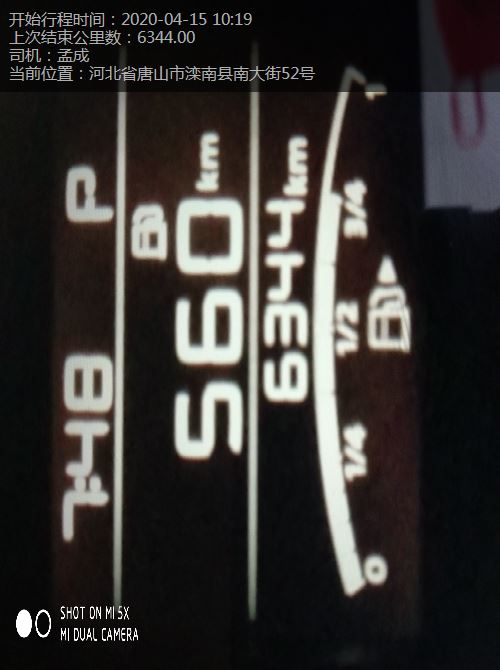 开始行程时间：2020-04-15 10:19
上次结束公里数：6344.00
司机：孟成
当前位置：河北省唐山市滦南县南大街52号
7:48 P
560 km
6344 km
0 1/4 1/2 3/4 1
SHOT ON MI 5X
MI DUAL CAMERA